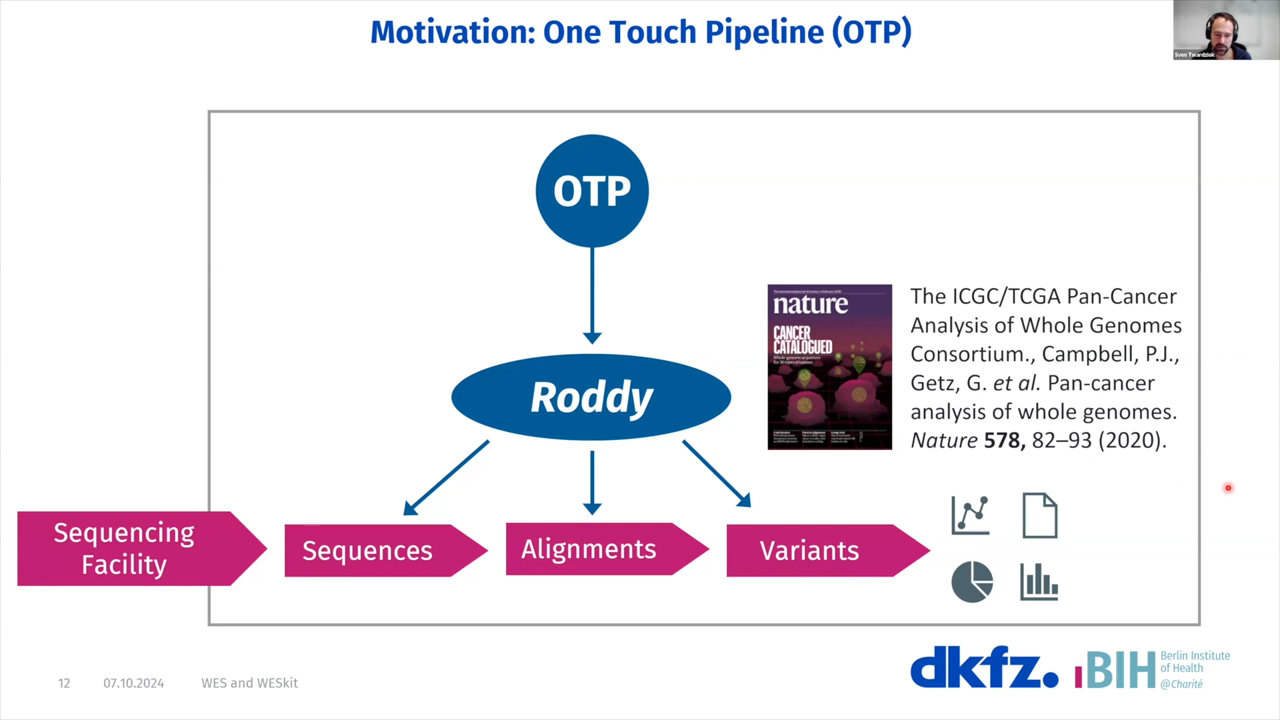 Motivation: One Touch Pipeline (OTP)
Sven Twardziok
OTP
nature
CANCER
CATALOGUED
The ICGC/TCGA Pan-Cancer
Analysis of Whole Genomes
Consortium., Campbell, P.J.,
Getz, G. et al. Pan-cancer
analysis of whole genomes.
Nature 578, 82–93 (2020).
Roddy
Sequencing
Facility
Sequences
Alignments
Variants
12 07.10.2024 WES and WESkit
dkfz.
BIH
Berlin Institute
of Health
@Charité